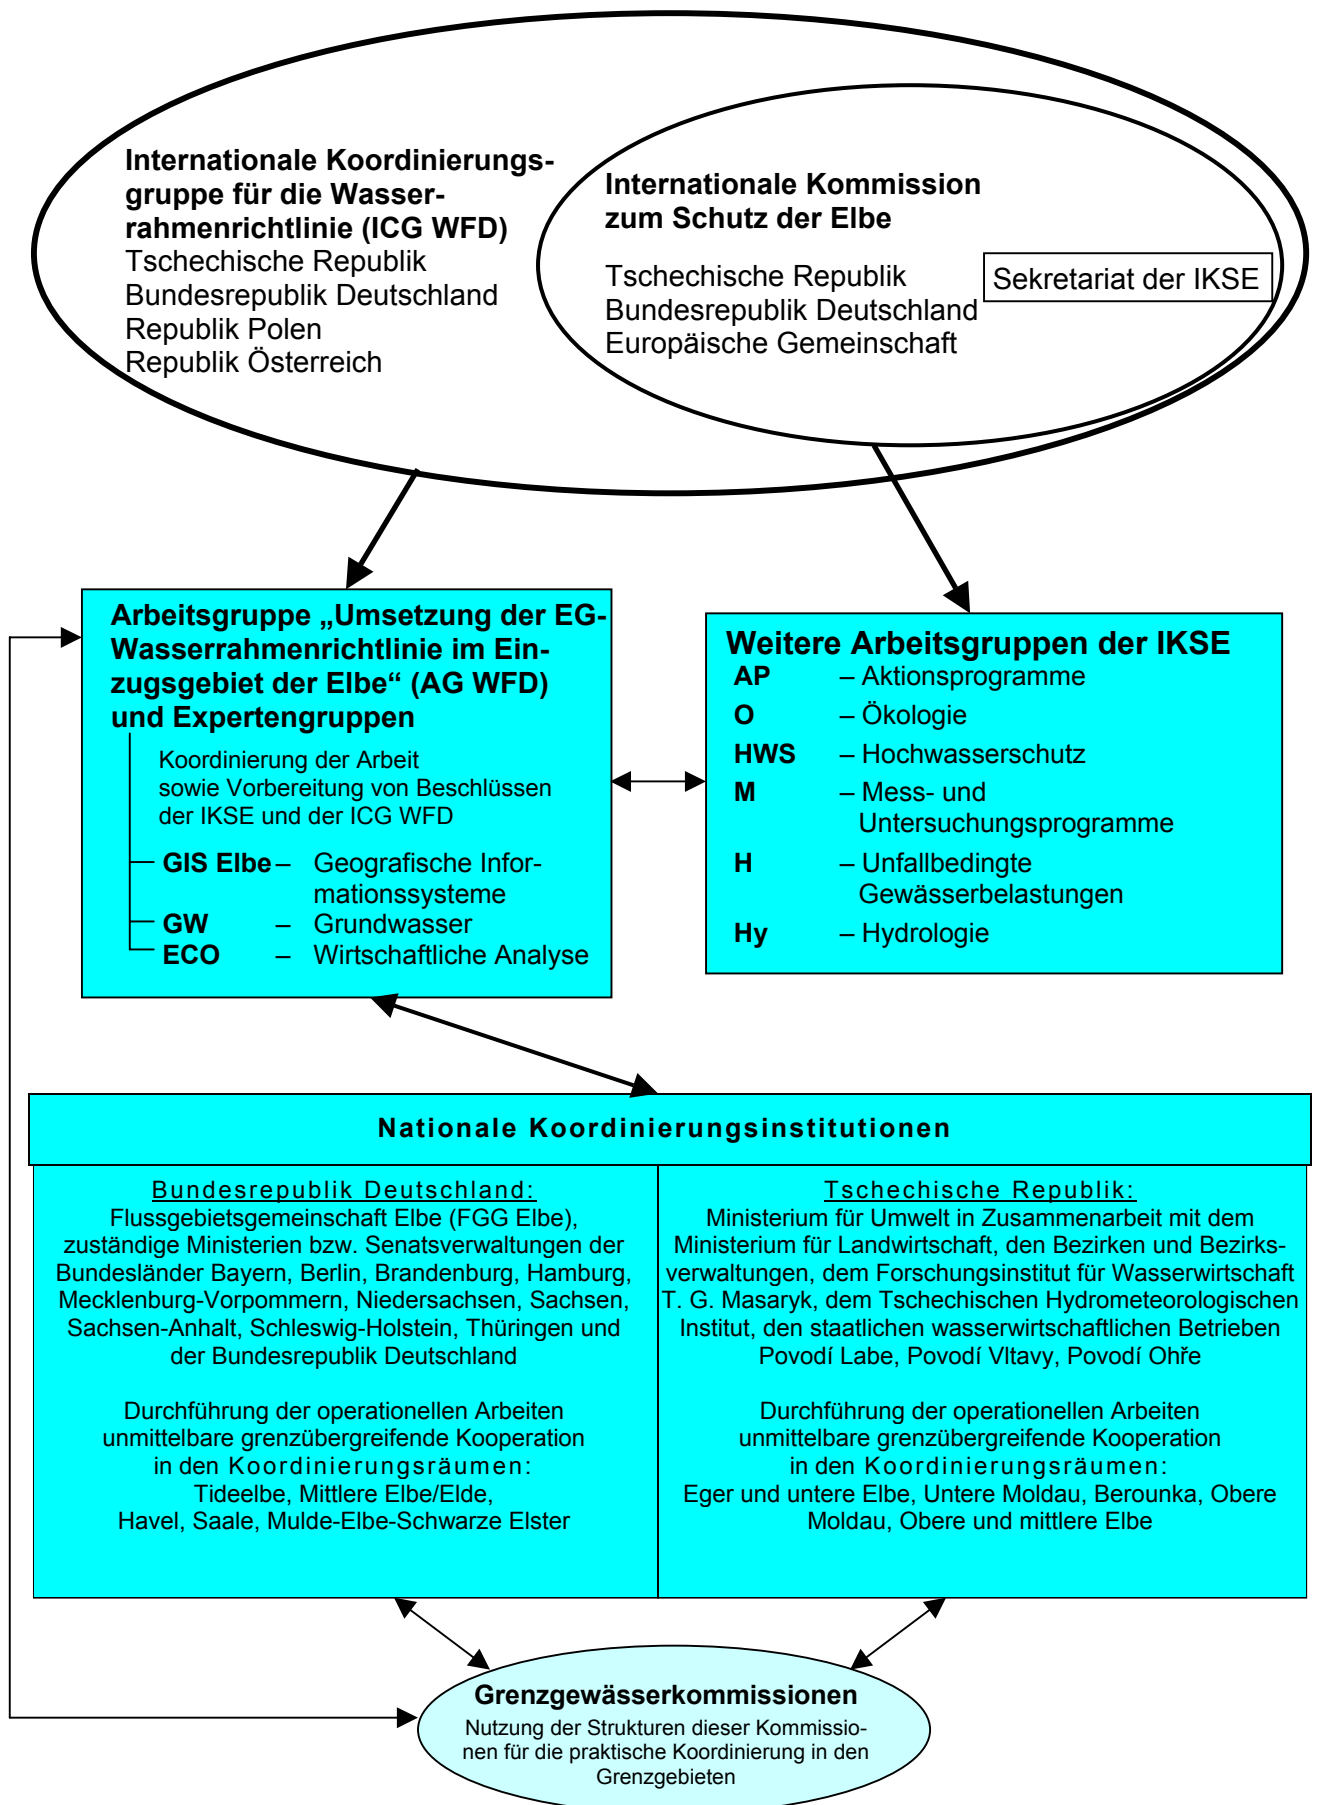 Internationale Koordinierungs-
gruppe für die Wasser-
rahmenrichtlinie (ICG WFD)
Tschechische Republik
Bundesrepublik Deutschland
Republik Polen
Republik Österreich
Internationale Kommission
zum Schutz der Elbe
Tschechische Republik
Bundesrepublik Deutschland
Europäische Gemeinschaft
Sekretariat der IKSE
Arbeitsgruppe „Umsetzung der EG-
Wasserrahmenrichtlinie im Ein-
zugsgebiet der Elbe“ (AG WFD)
und Expertengruppen
Koordinierung der Arbeit
sowie Vorbereitung von Beschlüssen
der IKSE und der ICG WFD
GIS Elbe – Geografische Infor-
mationssysteme
GW – Grundwasser
ECO – Wirtschaftliche Analyse
Weitere Arbeitsgruppen der IKSE
AP – Aktionsprogramme
O – Ökologie
HWS – Hochwasserschutz
M – Mess- und
Untersuchungsprogramme
H – Unfallbedingte
Gewässerbelastungen
Hy – Hydrologie
Nationale Koordinierungsinstitutionen
Bundesrepublik Deutschland:
Flussgebietsgemeinschaft Elbe (FGG Elbe),
zuständige Ministerien bzw. Senatsverwaltungen der
Bundesländer Bayern, Berlin, Brandenburg, Hamburg,
Mecklenburg-Vorpommern, Niedersachsen, Sachsen,
Sachsen-Anhalt, Schleswig-Holstein, Thüringen und
der Bundesrepublik Deutschland
Durchführung der operationellen Arbeiten
unmittelbare grenzübergreifende Kooperation
in den Koordinierungsräumen:
Tideelbe, Mittlere Elbe/Elde,
Havel, Saale, Mulde-Elbe-Schwarze Elster
Tschechische Republik:
Ministerium für Umwelt in Zusammenarbeit mit dem
Ministerium für Landwirtschaft, den Bezirken und Bezirks-
verwaltungen, dem Forschungsinstitut für Wasserwirtschaft
T. G. Masaryk, dem Tschechischen Hydrometeorologischen
Institut, den staatlichen wasserwirtschaftlichen Betrieben
Povodí Labe, Povodí Vltavy, Povodí Ohře
Durchführung der operationellen Arbeiten
unmittelbare grenzübergreifende Kooperation
in den Koordinierungsräumen:
Eger und untere Elbe, Untere Moldau, Berounka, Obere
Moldau, Obere und mittlere Elbe
Grenzgewässerkommissionen
Nutzung der Strukturen dieser Kommissio-
nen für die praktische Koordinierung in den
Grenzgebieten